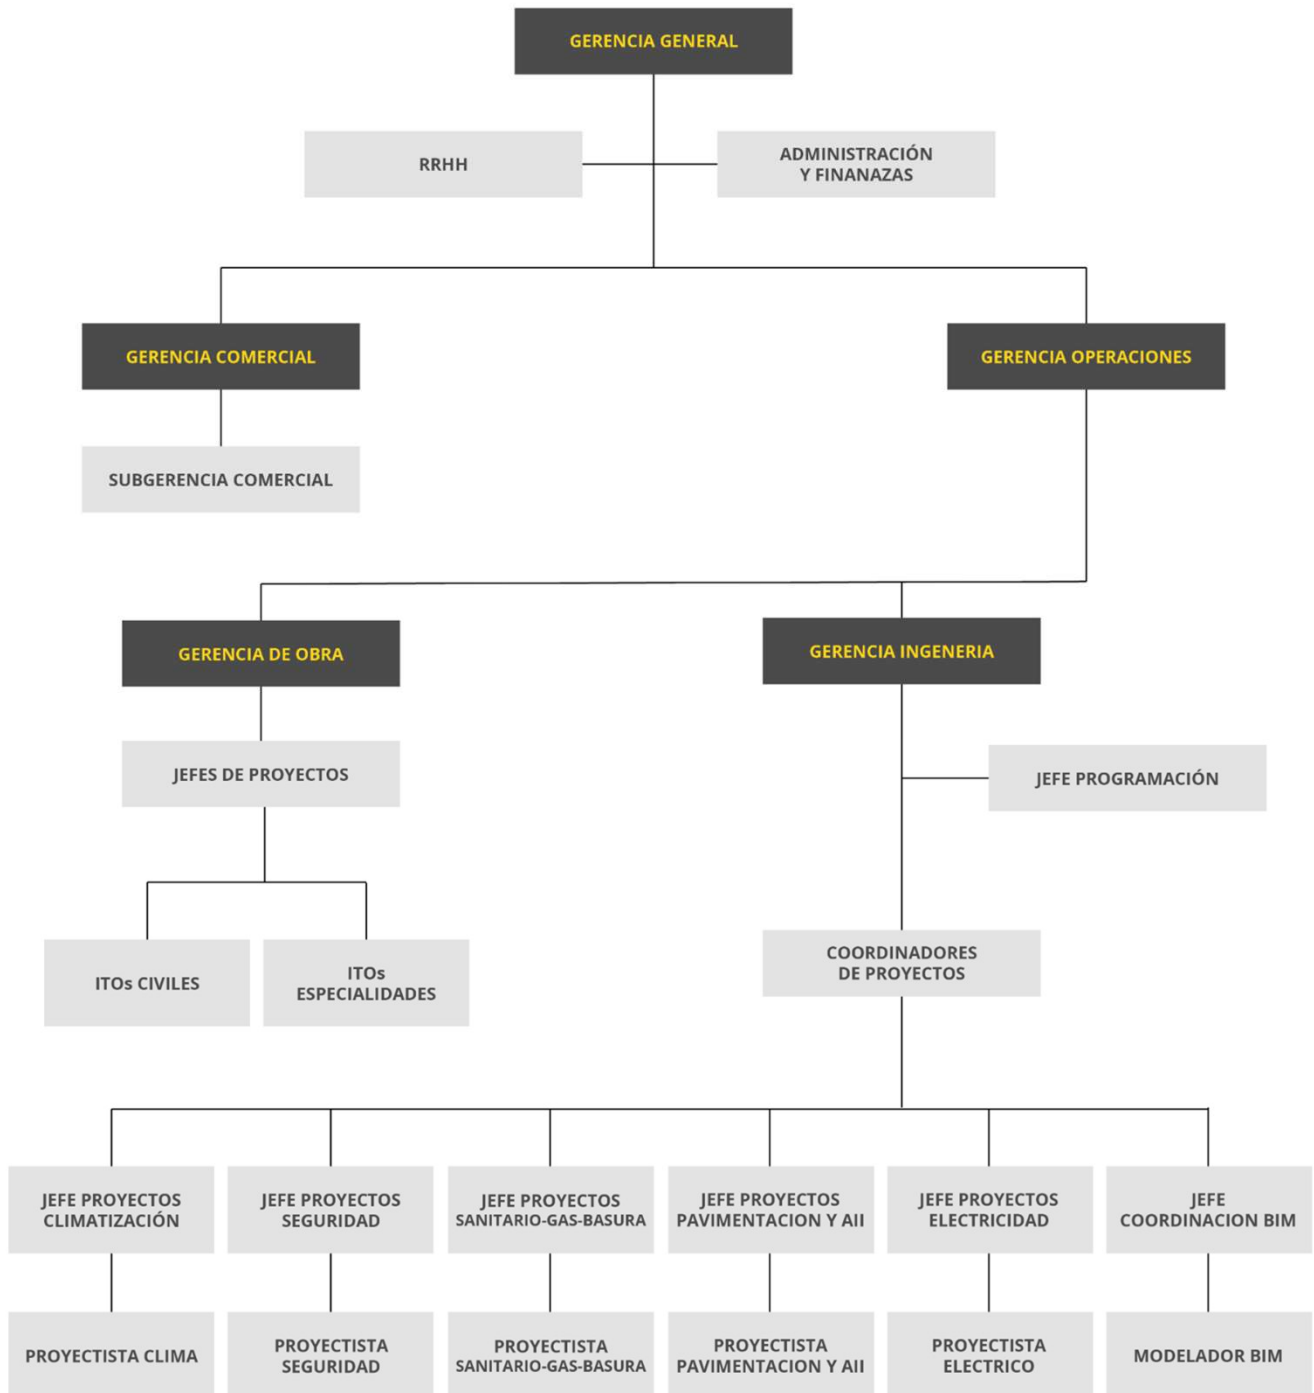 GERENCIA GENERAL
RRHH
ADMINISTRACIÓN
Y FINANAZAS
GERENCIA COMERCIAL
GERENCIA OPERACIONES
SUBGERENCIA COMERCIAL
GERENCIA DE OBRA
GERENCIA INGENERIA
JEFES DE PROYECTOS
JEFE PROGRAMACIÓN
ITOs CIVILES
ITOs
ESPECIALIDADES
COORDINADORES
DE PROYECTOS
JEFE PROYECTOS
CLIMATIZACIÓN
JEFE PROYECTOS
SEGURIDAD
JEFE PROYECTOS
SANITARIO-GAS-BASURA
JEFE PROYECTOS
PAVIMENTACION Y AII
JEFE PROYECTOS
ELECTRICIDAD
JEFE
COORDINACION BIM
PROYECTISTA CLIMA
PROYECTISTA
SEGURIDAD
PROYECTISTA
SANITARIO-GAS-BASURA
PROYECTISTA
PAVIMENTACION Y AII
PROYECTISTA
ELECTRICO
MODELADOR BIM